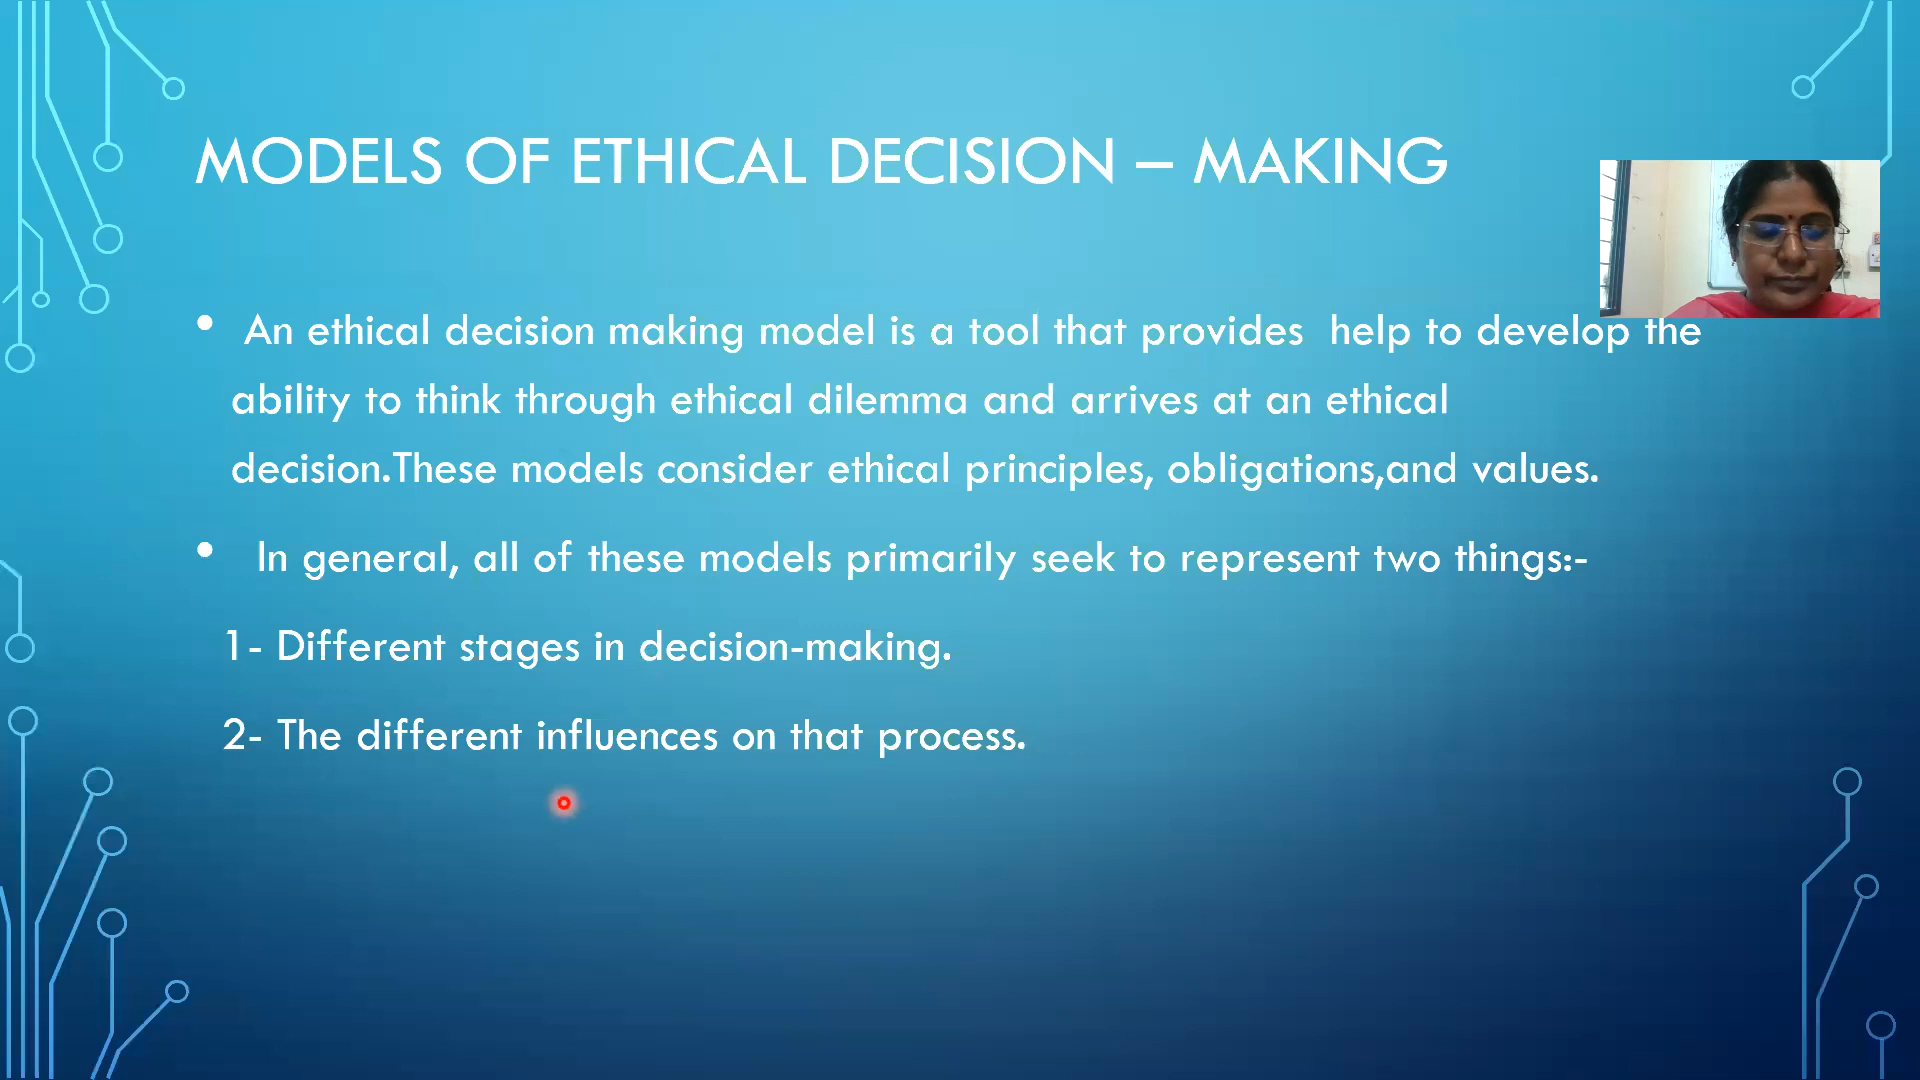 MODELS OF ETHICAL DECISION – MAKING
• An ethical decision making model is a tool that provides help to develop the
ability to think through ethical dilemma and arrives at an ethical
decision.These models consider ethical principles, obligations,and values.
• In general, all of these models primarily seek to represent two things:-
1- Different stages in decision-making.
2- The different influences on that process.